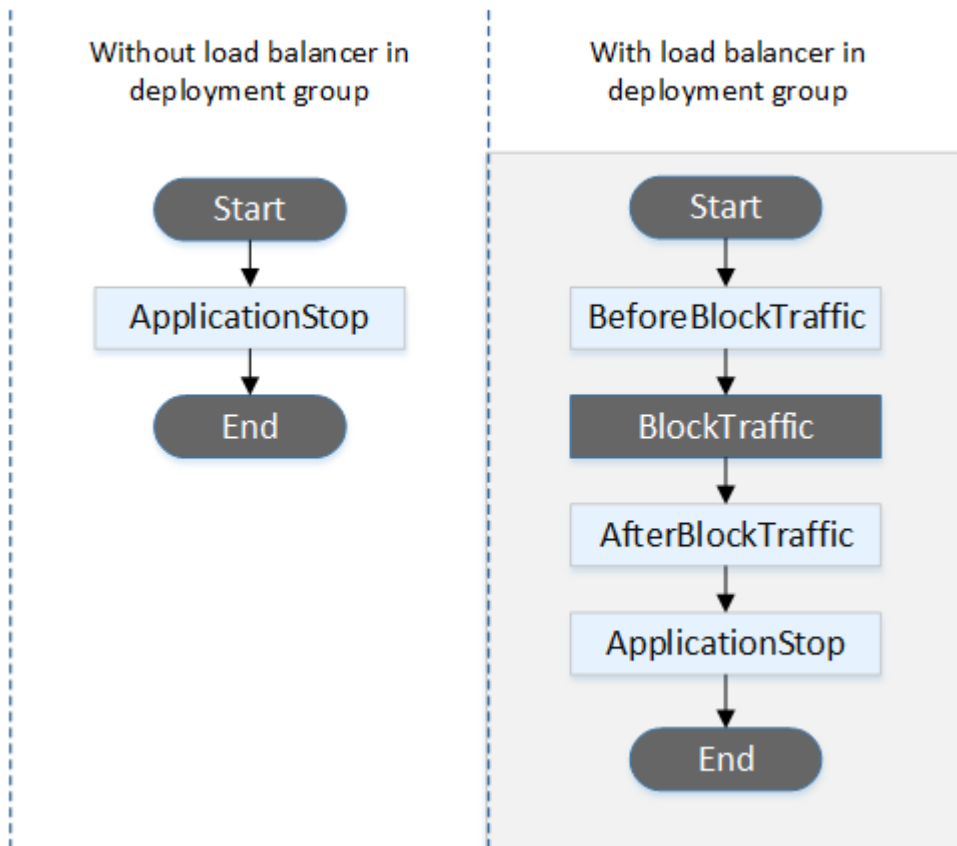 Without load balancer in
deployment group
Start
ApplicationStop
End
With load balancer in
deployment group
Start
BeforeBlockTraffic
BlockTraffic
AfterBlockTraffic
ApplicationStop
End